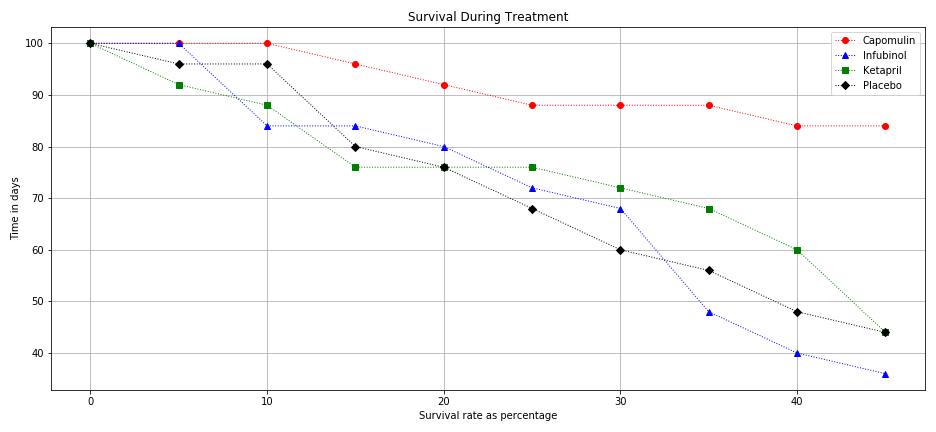 Survival During Treatment
Capomulin
Infubinol
Ketapril
Placebo
Time in days
100
90
80
70
60
50
40
0 10 20 30 40
Survival rate as percentage